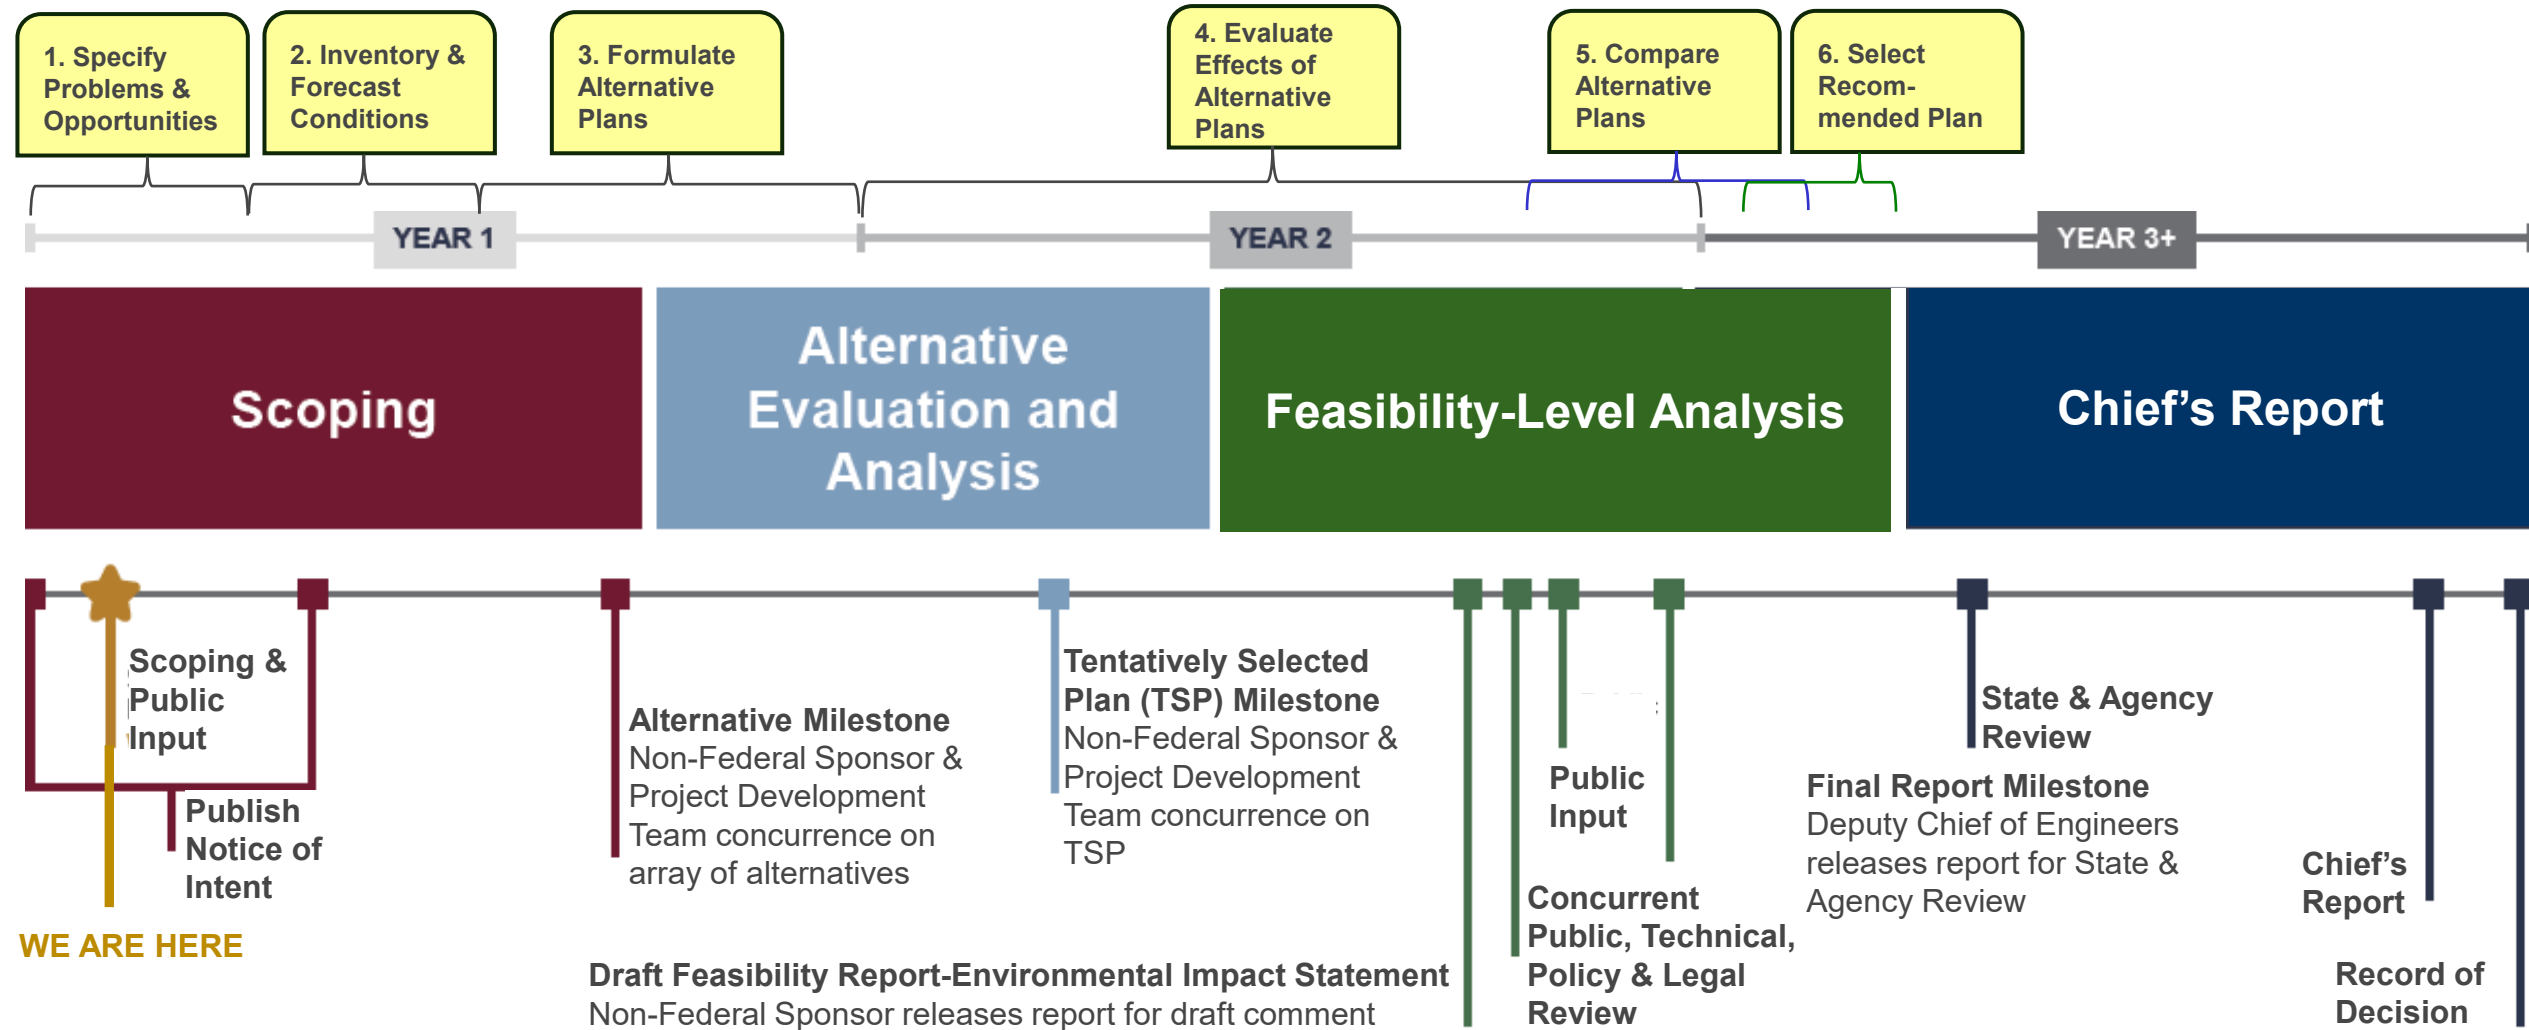 1. Specify
Problems &
Opportunities
2. Inventory &
Forecast
Conditions
3. Formulate
Alternative
Plans
4. Evaluate
Effects of
Alternative
Plans
5. Compare
Alternative
Plans
6. Select
Recom-
mended Plan
YEAR 1
YEAR 2
YEAR 3+
Scoping
Alternative
Evaluation and
Analysis
Feasibility-Level Analysis
Chief’s Report
Scoping &
Public
Input
Publish
Notice of
Intent
WE ARE HERE
Alternative Milestone
Non-Federal Sponsor &
Project Development
Team concurrence on
array of alternatives
Tentatively Selected
Plan (TSP) Milestone
Non-Federal Sponsor &
Project Development
Team concurrence on
TSP
Draft Feasibility Report-Environmental Impact Statement
Non-Federal Sponsor releases report for draft comment
Public
Input
Concurrent
Public, Technical,
Policy & Legal
Review
State & Agency
Review
Final Report Milestone
Deputy Chief of Engineers
releases report for State &
Agency Review
Chief’s
Report
Record of
Decision